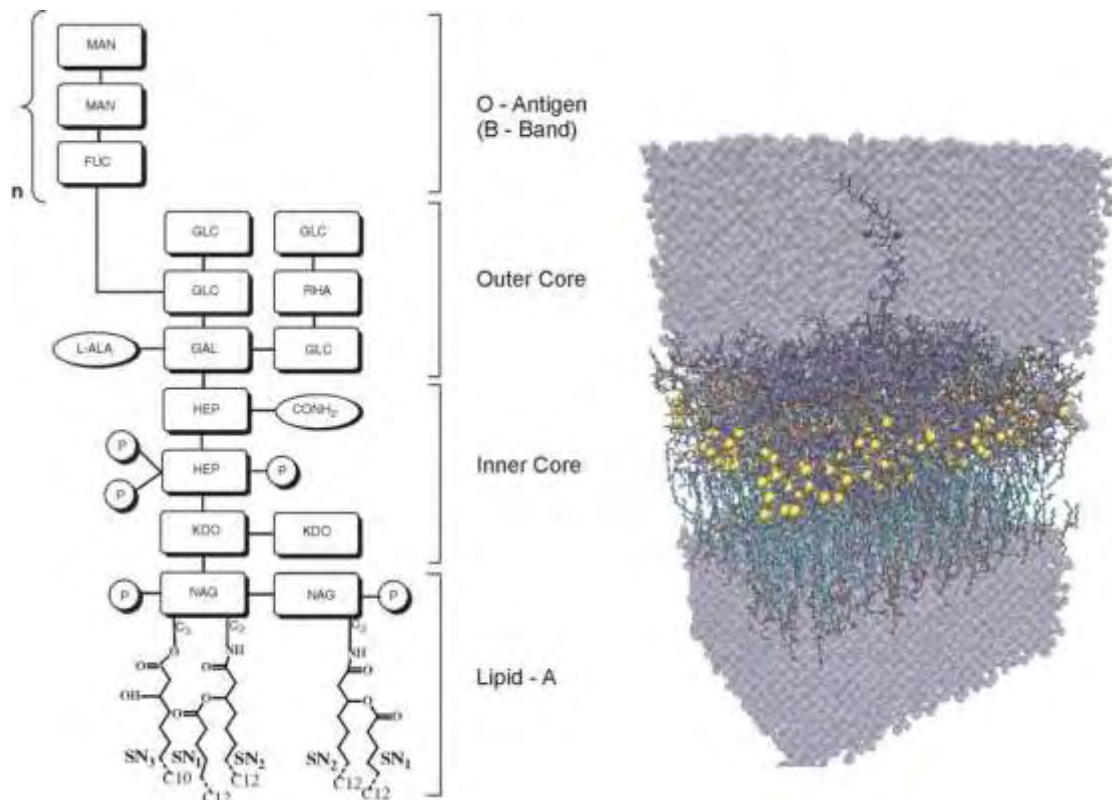 MAN
MAN
O - Antigen
(B - Band)
FUC
n
GLC GLC
GLC RHA
Outer Core
L-ALA GAL GLC
HEP CONH₂
P
HEP P
Inner Core
P
KDO KDO
P NAG NAG P
C₃ C₂ C₂
O NH NH
O O O
OH O O O
O
Lipid - A
SN₃ SN₁ SN₂ SN₂ SN₁
C10 C12 C12
C12 C12